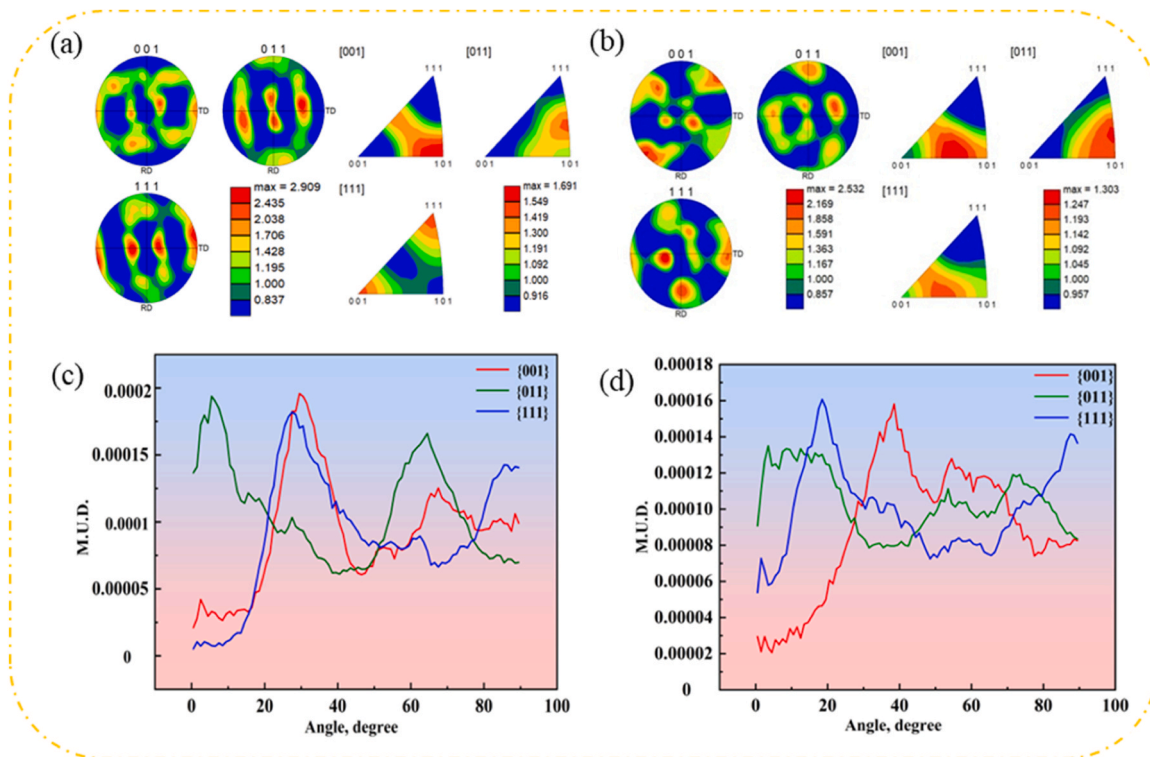 (a)
0 0 1
TD
RD
0 1 1
TD
RD
[001]
1 1 1
0 0 1
1 0 1
[011]
1 1 1
0 0 1
1 0 1
1 1 1
TD
RD
max = 2.909
2.435
2.038
1.706
1.428
1.195
1.000
0.837
[111]
1 1 1
0 0 1
1 0 1
max = 1.691
1.549
1.419
1.300
1.191
1.092
1.000
0.916
(b)
0 0 1
TD
RD
0 1 1
TD
RD
[001]
1 1 1
0 0 1
1 0 1
[011]
1 1 1
0 0 1
1 0 1
1 1 1
TD
RD
max = 2.532
2.169
1.858
1.591
1.363
1.167
1.000
0.857
[111]
1 1 1
0 0 1
1 0 1
max = 1.303
1.247
1.193
1.142
1.092
1.045
1.000
0.957
(c)
{001}
{011}
{111}
0.0002
0.00015
0.0001
0.00005
0
M.U.D.
0 20 40 60 80 100
Angle, degree
(d)
{001}
{011}
{111}
0.00018
0.00016
0.00014
0.00012
0.00010
0.00008
0.00006
0.00004
0.00002
0
M.U.D.
0 20 40 60 80 100
Angle, degree